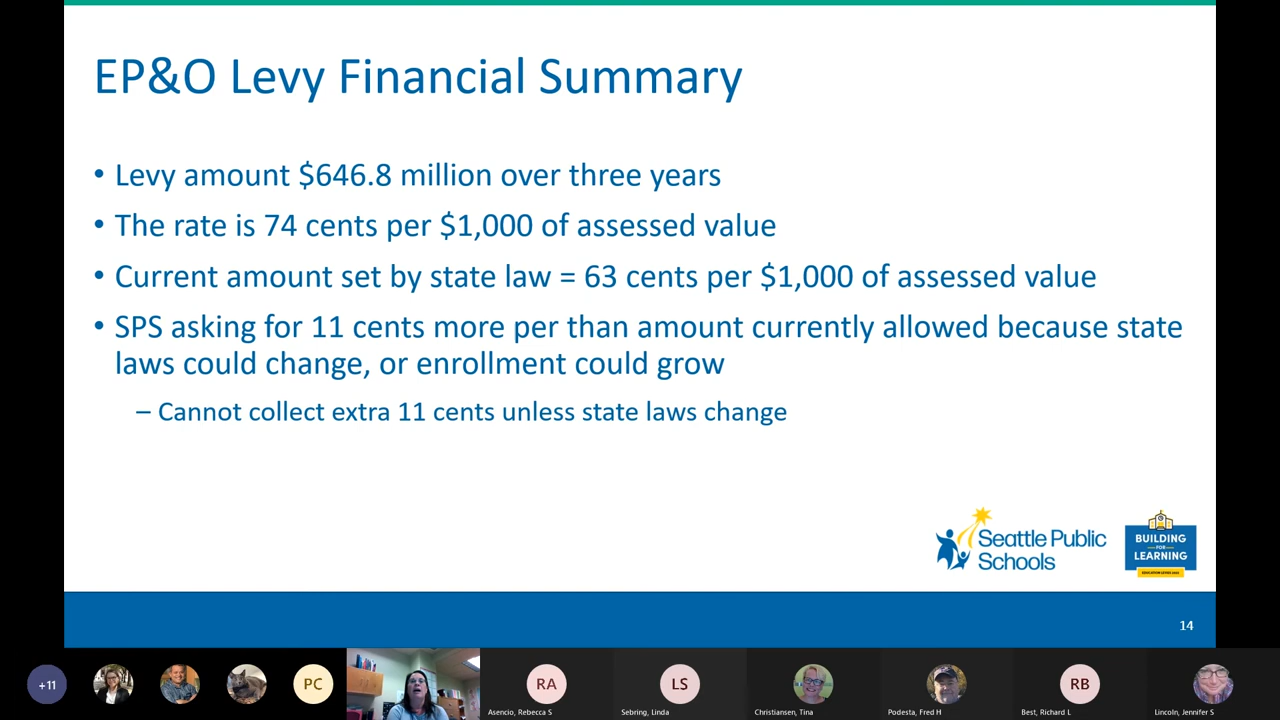 EP&O Levy Financial Summary
• Levy amount $646.8 million over three years
• The rate is 74 cents per $1,000 of assessed value
• Current amount set by state law = 63 cents per $1,000 of assessed value
• SPS asking for 11 cents more per than amount currently allowed because state
laws could change, or enrollment could grow
– Cannot collect extra 11 cents unless state laws change
Seattle Public
Schools
BUILDING
FOR
LEARNING
14
+11
PC
RA
LS
RB
Asencio, Rebecca S
Sebring, Linda
Christiansen, Tina
Podesta, Fred H
Best, Richard L
Lincoln, Jennifer S